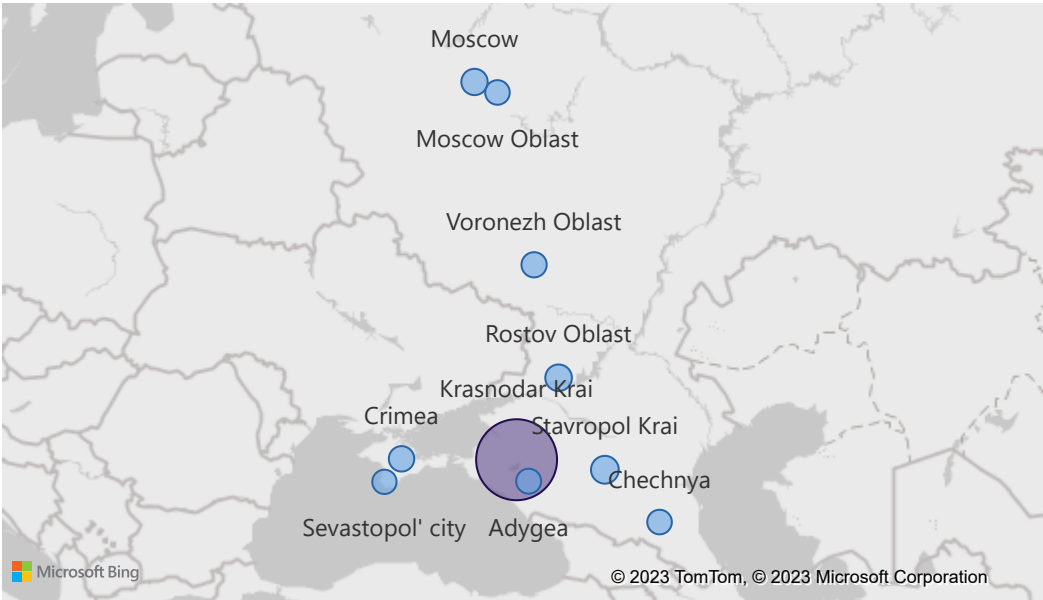 Moscow
Moscow Oblast
Voronezh Oblast
Rostov Oblast
Krasnodar Krai
Crimea
Stavropol Krai
Chechnya
Sevastopol' city
Adygea
Microsoft Bing
© 2023 TomTom, © 2023 Microsoft Corporation